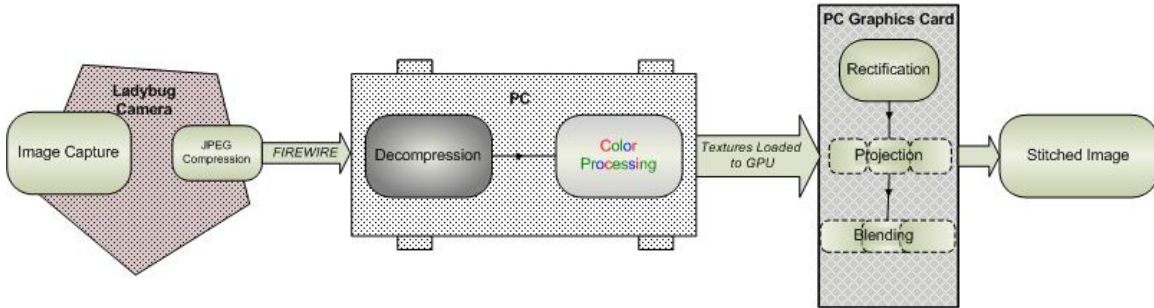 Ladybug
Camera
Image Capture
JPEG
Compression
FIREWIRE
PC
Decompression
Color
Processing
Textures Loaded
to GPU
PC Graphics Card
Rectification
Projection
Blending
Stitched Image